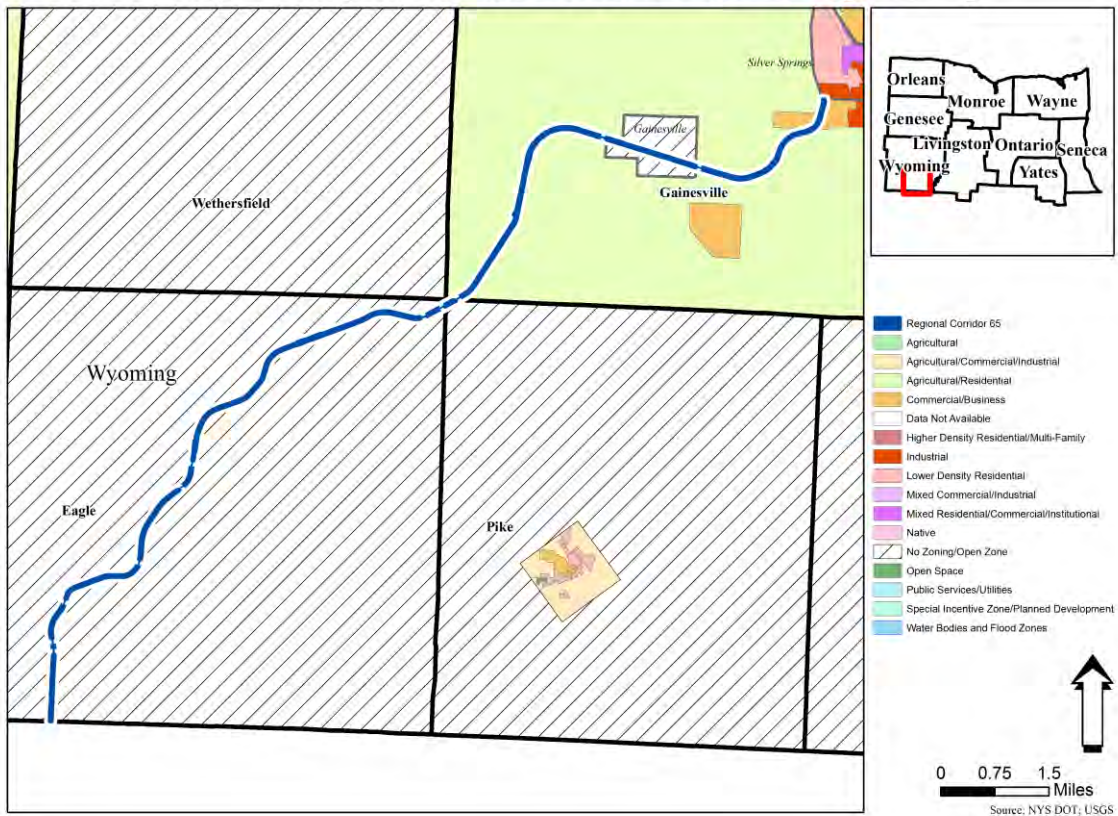 Silver Springs
Gainesville
Gainesville
Wethersfield
Wyoming
Eagle
Pike
Orleans
Monroe
Wayne
Genesee
Livingston
Ontario
Seneca
Wyoming
Yates
Regional Corridor 65
Agricultural
Agricultural/Commercial/Industrial
Agricultural/Residential
Commercial/Business
Data Not Available
Higher Density Residential/Multi-Family
Industrial
Lower Density Residential
Mixed Commercial/Industrial
Mixed Residential/Commercial/Institutional
Native
No Zoning/Open Zone
Open Space
Public Services/Utilities
Special Incentive Zone/Planned Development
Water Bodies and Flood Zones
0 0.75 1.5
Miles
Source: NYS DOT; USGS